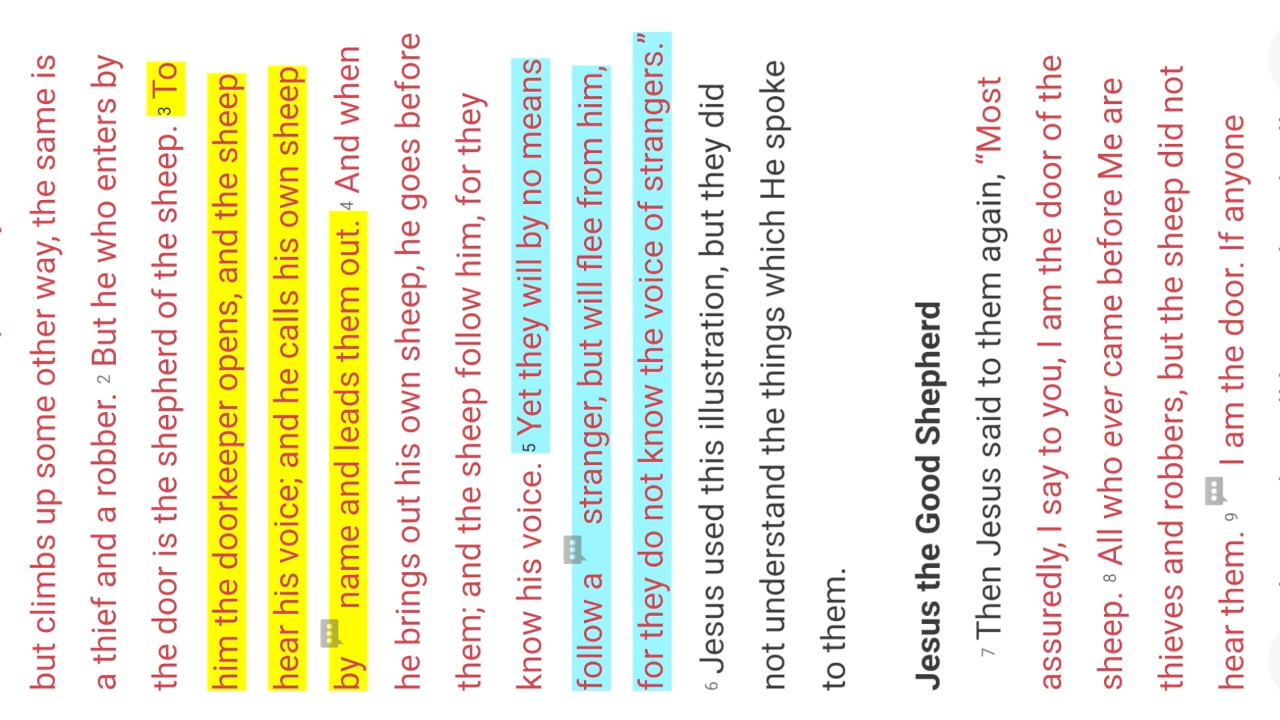 but climbs up some other way, the same is
a thief and a robber. 2 But he who enters by
the door is the shepherd of the sheep. 3 To
him the doorkeeper opens, and the sheep
hear his voice; and he calls his own sheep
by name and leads them out. 4 And when
he brings out his own sheep, he goes before
them; and the sheep follow him, for they
know his voice. 5 Yet they will by no means
follow a stranger, but will flee from him,
for they do not know the voice of strangers.”
6 Jesus used this illustration, but they did
not understand the things which He spoke
to them.
Jesus the Good Shepherd
7 Then Jesus said to them again, “Most
assuredly, I say to you, I am the door of the
sheep. 8 All who ever came before Me are
thieves and robbers, but the sheep did not
hear them. 9 I am the door. If anyone